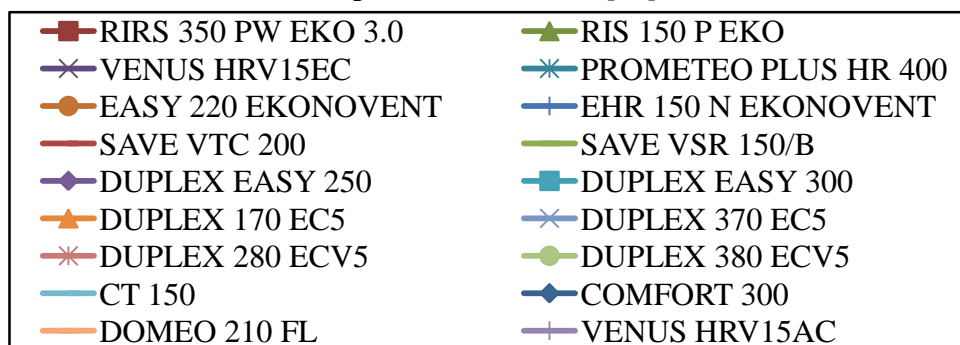 RIRS 350 PW EKO 3.0 RIS 150 P EKO
VENUS HRV15EC PROMETEO PLUS HR 400
EASY 220 EKONOVENT EHR 150 N EKONOVENT
SAVE VTC 200 SAVE VSR 150/B
DUPLEX EASY 250 DUPLEX EASY 300
DUPLEX 170 EC5 DUPLEX 370 EC5
DUPLEX 280 ECV5 DUPLEX 380 ECV5
CT 150 COMFORT 300
DOMEO 210 FL VENUS HRV15AC